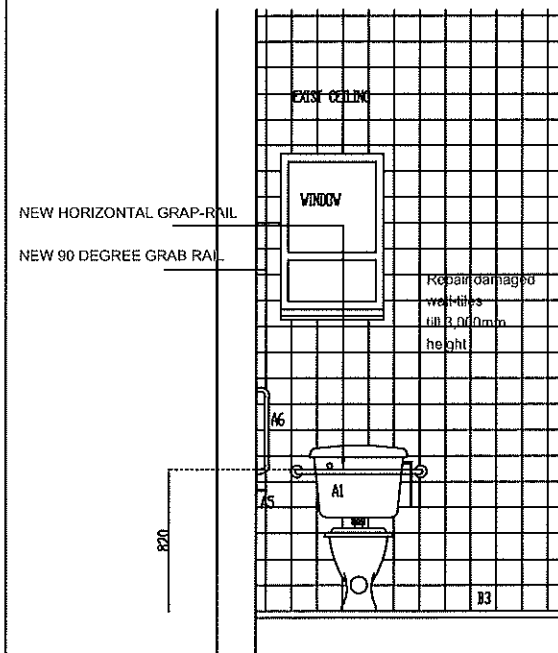 EXIST CEILING
WINDOW
NEW HORIZONTAL GRAP-RAIL
NEW 90 DEGREE GRAB RAIL
Repair damaged
wall-tiles
till 3,000mm
height
A6
A1
A5
820
B3